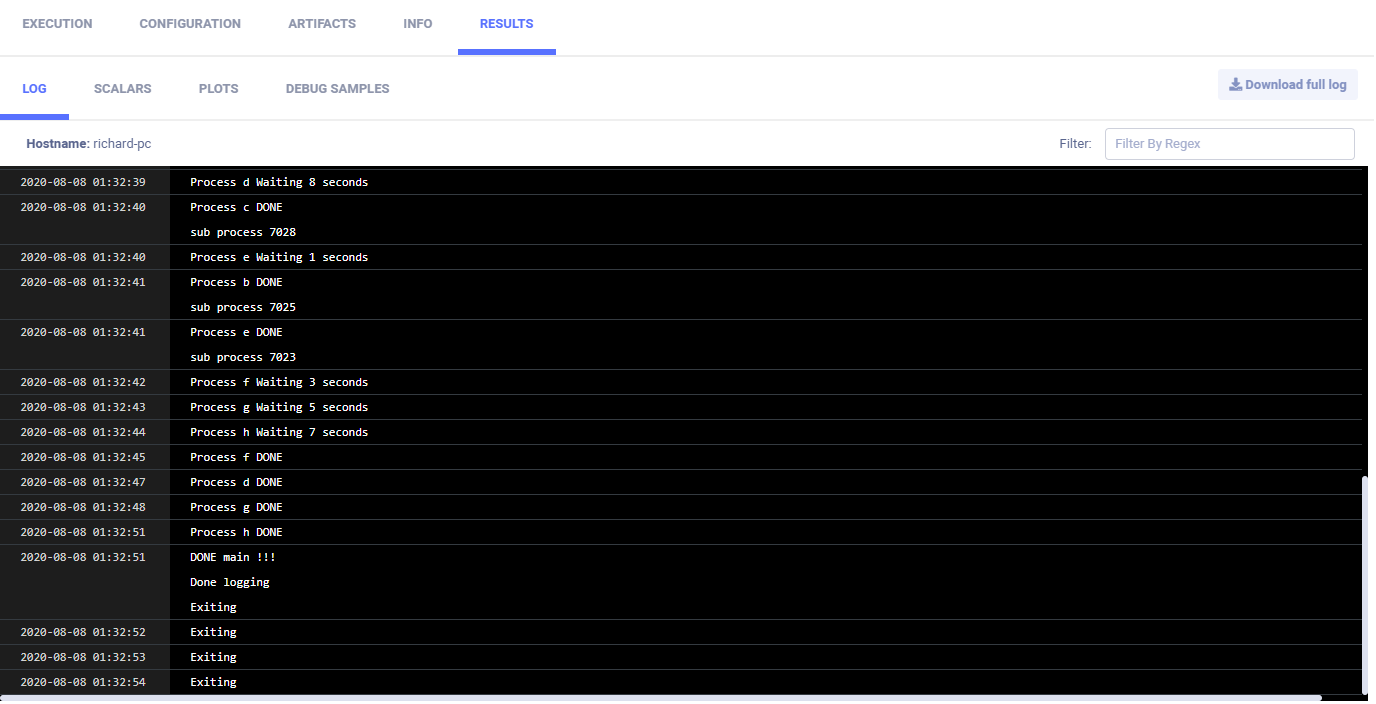 EXECUTION CONFIGURATION ARTIFACTS INFO RESULTS
LOG SCALARS PLOTS DEBUG SAMPLES Download full log
Hostname: richard-pc Filter: Filter By Regex
2020-08-08 01:32:39 Process d Waiting 8 seconds
2020-08-08 01:32:40 Process c DONE
sub process 7028
2020-08-08 01:32:40 Process e Waiting 1 seconds
2020-08-08 01:32:41 Process b DONE
sub process 7025
2020-08-08 01:32:41 Process e DONE
sub process 7023
2020-08-08 01:32:42 Process f Waiting 3 seconds
2020-08-08 01:32:43 Process g Waiting 5 seconds
2020-08-08 01:32:44 Process h Waiting 7 seconds
2020-08-08 01:32:45 Process f DONE
2020-08-08 01:32:47 Process d DONE
2020-08-08 01:32:48 Process g DONE
2020-08-08 01:32:51 Process h DONE
2020-08-08 01:32:51 DONE main !!!
Done logging
Exiting
2020-08-08 01:32:52 Exiting
2020-08-08 01:32:53 Exiting
2020-08-08 01:32:54 Exiting